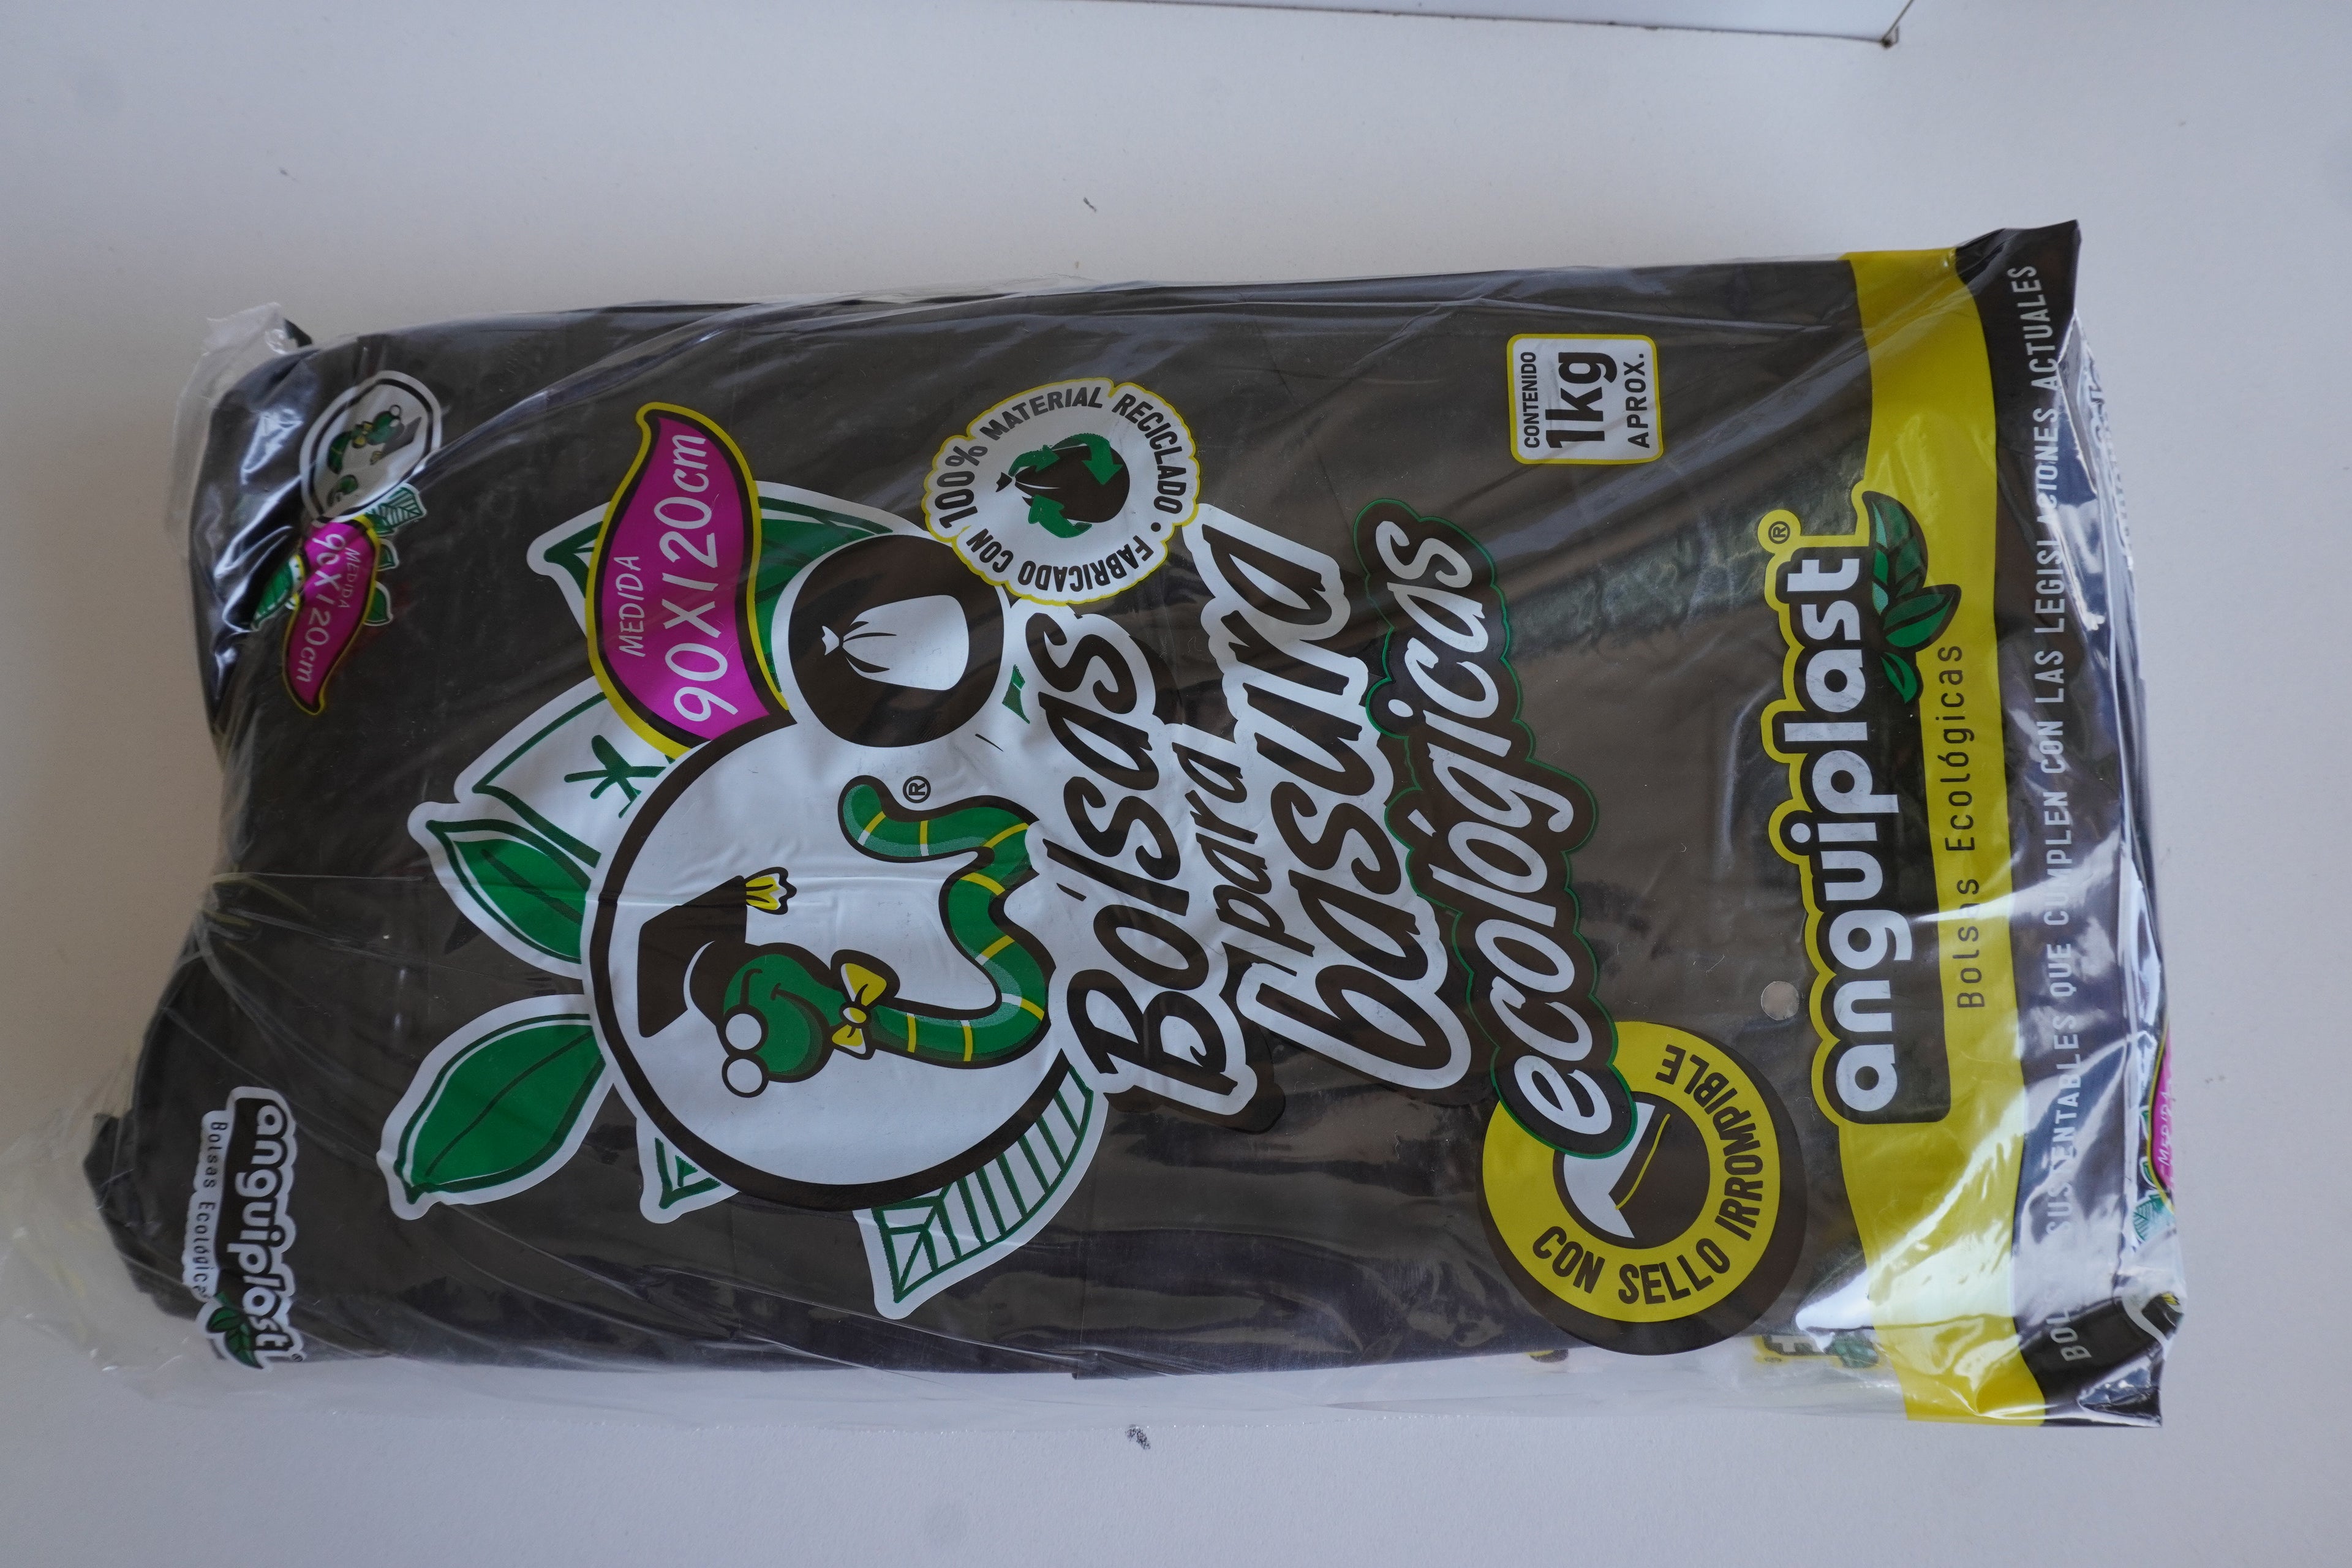 MEDIDA
90X120cm
FABRICADO CON 100% MATERIAL RECICLADO •
®
Bolsas
para
basura
ecológicas
CONTENIDO
1kg
APROX.
CON SELLO IRROMPIBLE
anguiplast®
Bolsas Ecológicas
BOLSAS SUSTENTABLES QUE CUMPLEN CON LAS LEGISLACIONES ACTUALES
MEDIDA
90X120cm
anguiplast®
Bolsas Ecológicas
MEDIDA